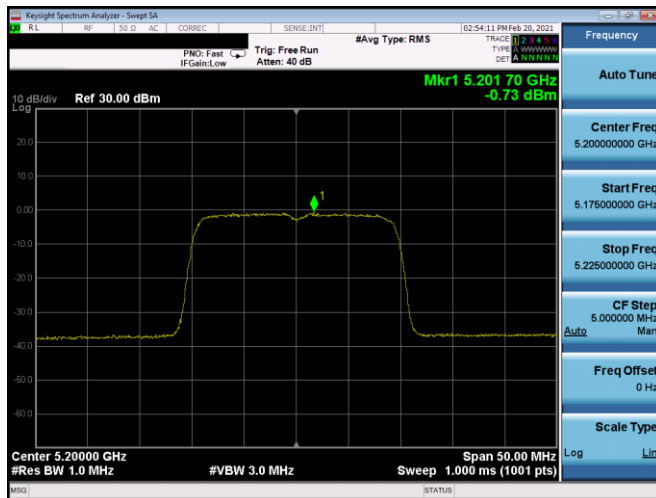 Keysight Spectrum Analyzer - Swept SA
RL RF 50 Ω AC CORREC SENSE:INT 02:54:11 PM Feb 20, 2021
#Avg Type: RMS
TRACE 1 2 3 4 5 6
PNO: Fast Trig: Free Run TYPE A WWWWW
IFGain:Low Atten: 40 dB DET A N N N N N
Mkr1 5.201 70 GHz
10 dB/div Ref 30.00 dBm -0.73 dBm
Log
20.0
1
0.00
-10.0
-20.0
-30.0
-40.0
-50.0
-60.0
Center 5.20000 GHz Span 50.00 MHz
#Res BW 1.0 MHz #VBW 3.0 MHz Sweep 1.000 ms (1001 pts)
MSG STATUS
Frequency
Auto Tune
Center Freq
5.200000000 GHz
Start Freq
5.175000000 GHz
Stop Freq
5.225000000 GHz
CF Step
5.000000 MHz
Auto Man
Freq Offset
0 Hz
Scale Type
Log Lin